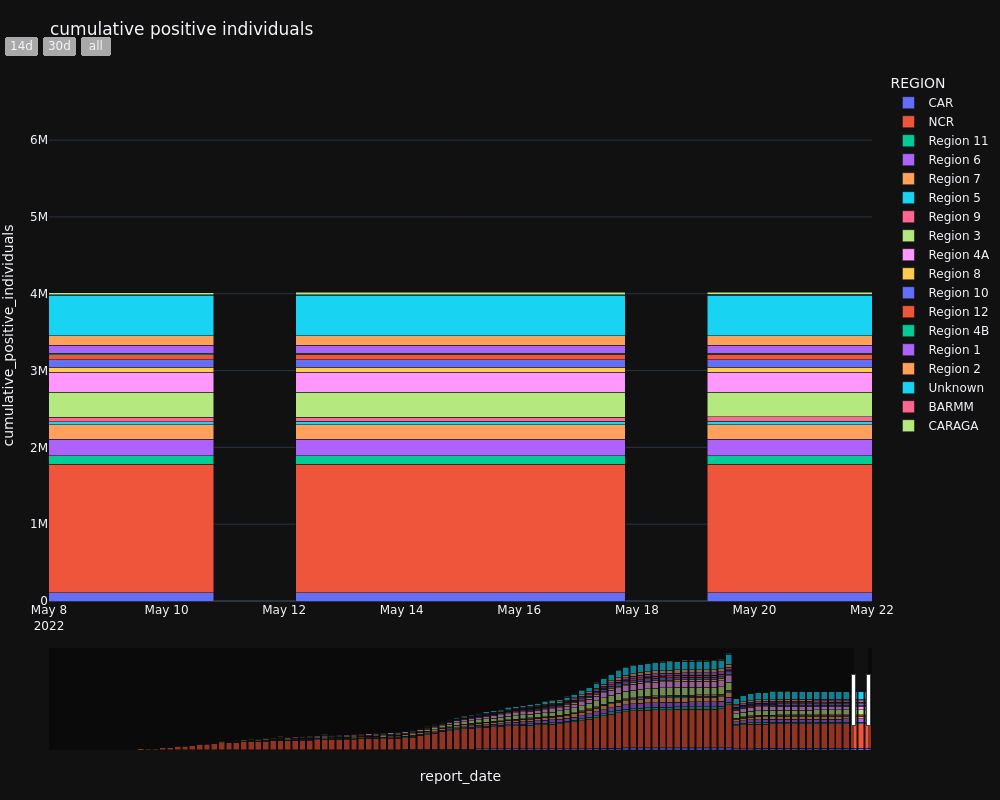 cumulative positive individuals
14d 30d all
REGION
CAR
NCR
Region 11
Region 6
Region 7
Region 5
Region 9
Region 3
Region 4A
Region 8
Region 10
Region 12
Region 4B
Region 1
Region 2
Unknown
BARMM
CARAGA
cumulative_positive_individuals
6M
5M
4M
3M
2M
1M
0
May 8 May 10 May 12 May 14 May 16 May 18 May 20 May 22
2022
report_date